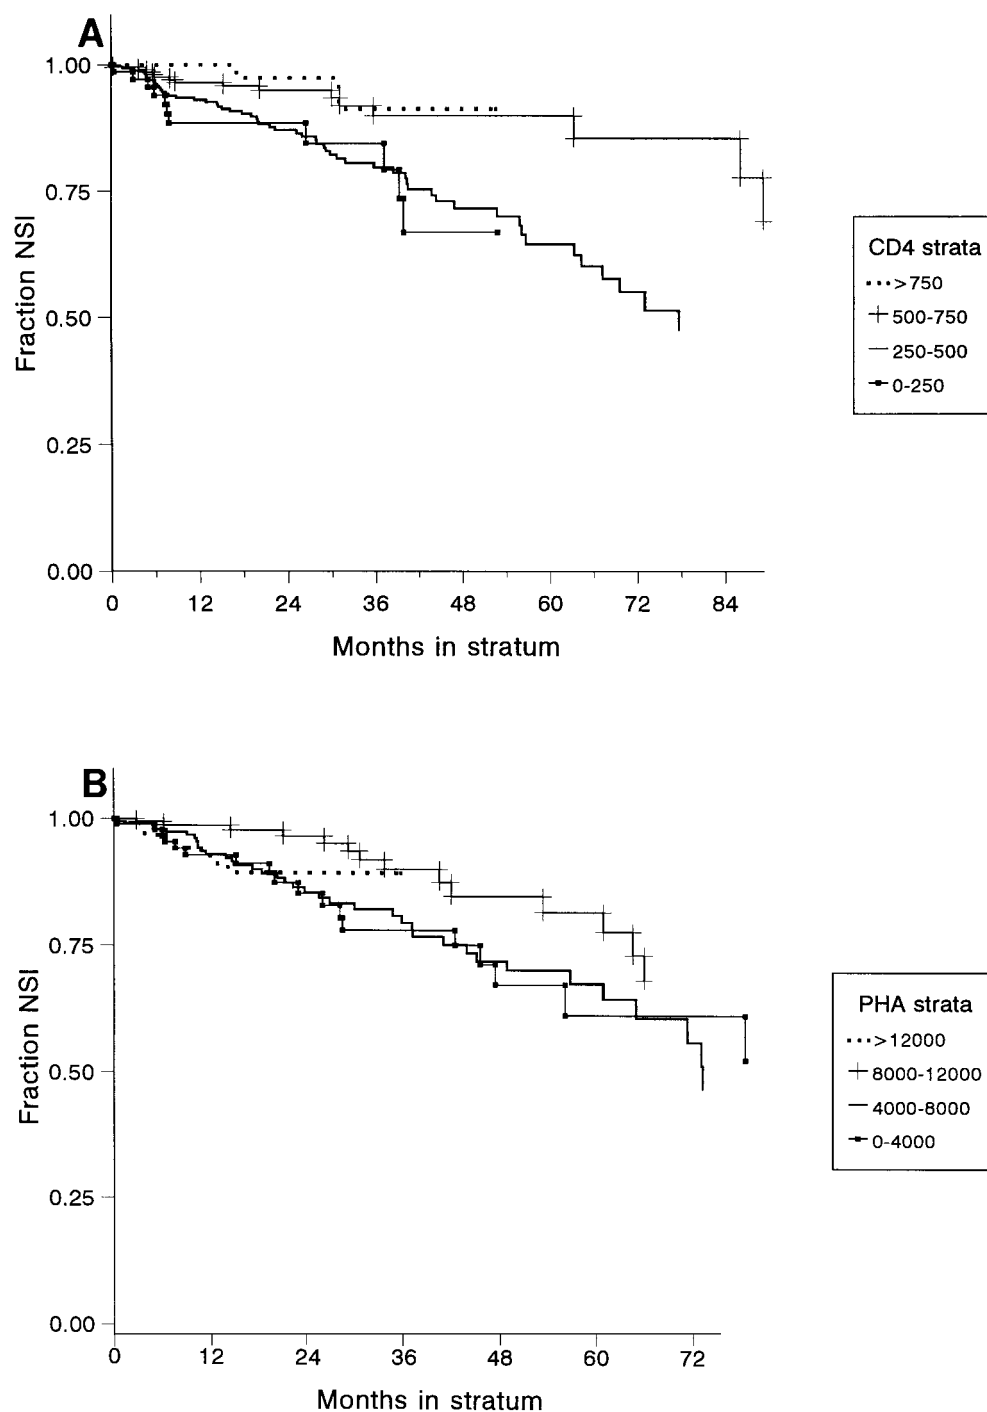 A
1.00
0.75
0.50
0.25
0.00
Fraction NSI
0 12 24 36 48 60 72 84
Months in stratum
CD4 strata
>750
500-750
250-500
0-250
B
1.00
0.75
0.50
0.25
0.00
Fraction NSI
0 12 24 36 48 60 72
Months in stratum
PHA strata
>12000
8000-12000
4000-8000
0-4000